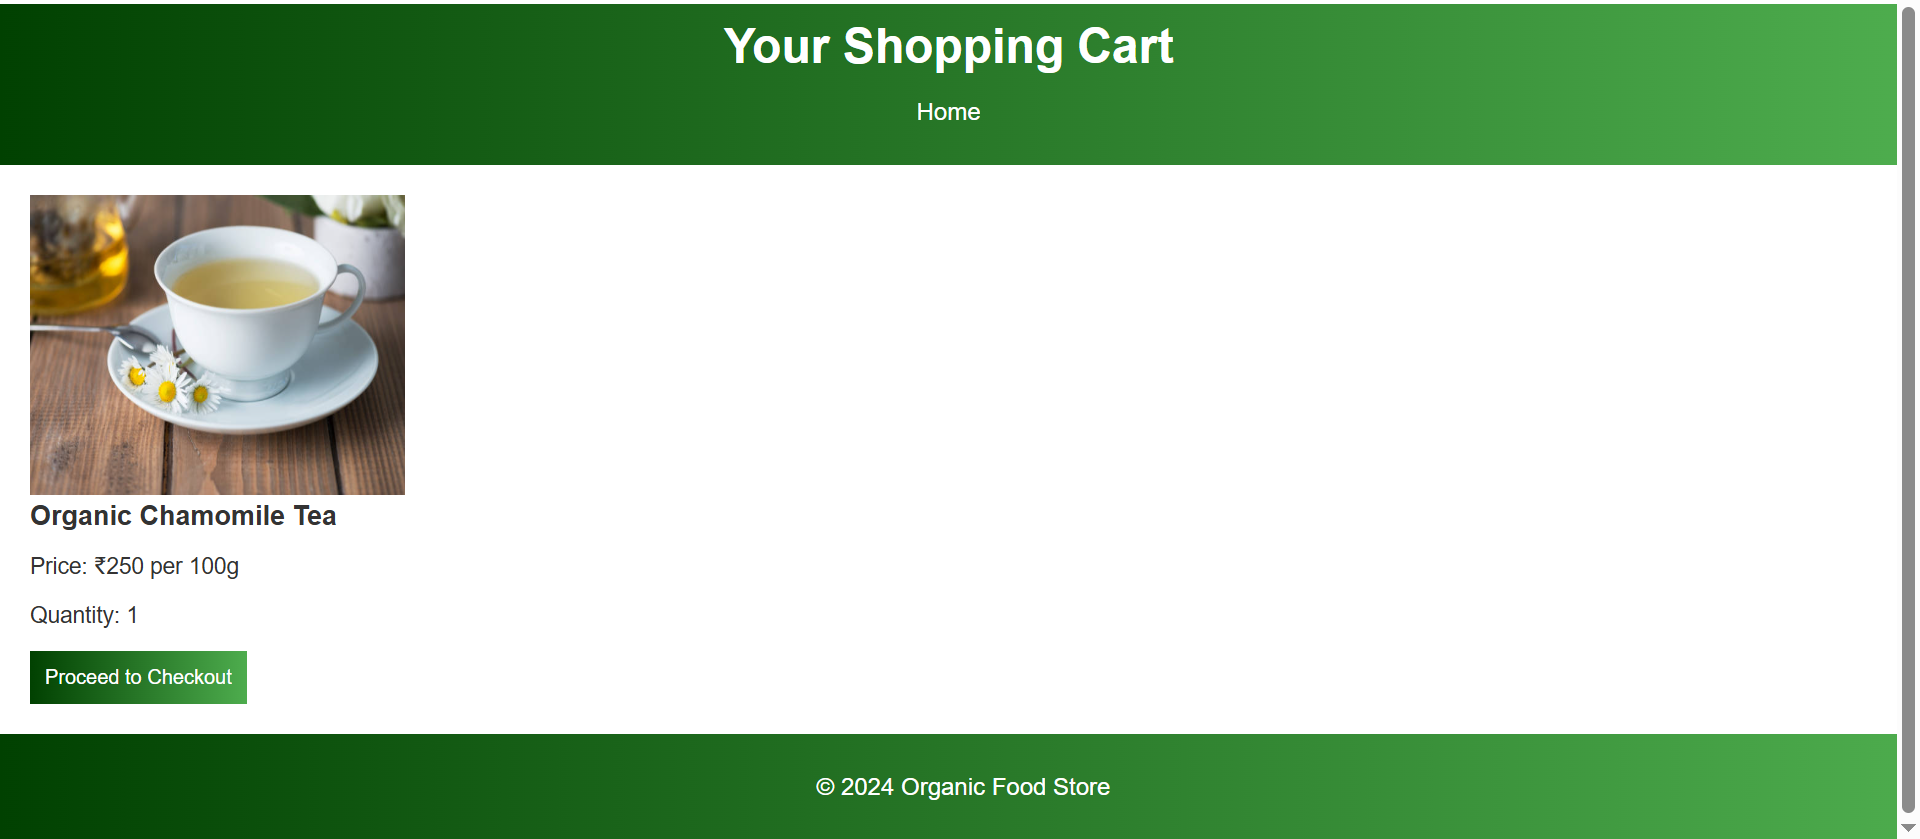 Your Shopping Cart
Home
Organic Chamomile Tea
Price: ₹250 per 100g
Quantity: 1
Proceed to Checkout
© 2024 Organic Food Store